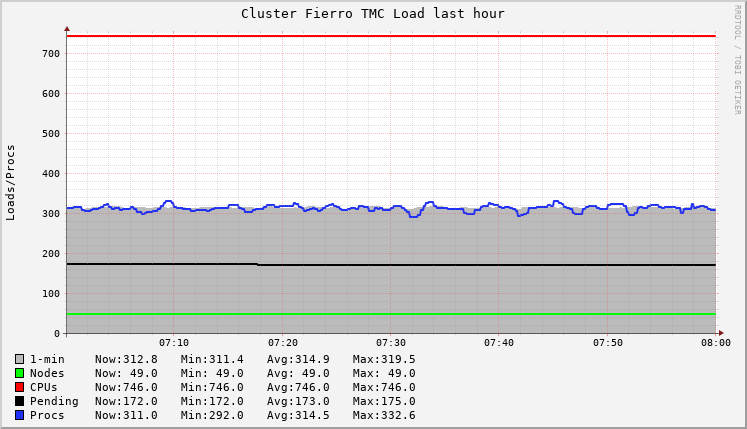 Cluster Fierro TMC Load last hour
RRDTOOL / TOBI OETIKER
Loads/Procs
700
600
500
400
300
200
100
0
07:10 07:20 07:30 07:40 07:50 08:00
1-min Now:312.8 Min:311.4 Avg:314.9 Max:319.5
Nodes Now: 49.0 Min: 49.0 Avg: 49.0 Max: 49.0
CPUs Now:746.0 Min:746.0 Avg:746.0 Max:746.0
Pending Now:172.0 Min:172.0 Avg:173.0 Max:175.0
Procs Now:311.0 Min:292.0 Avg:314.5 Max:332.6